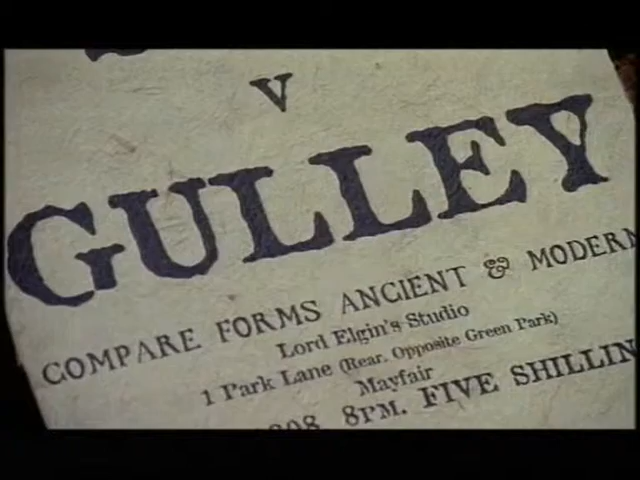 V
GULLEY
COMPARE FORMS ANCIENT & MODERN
Lord Elgin's Studio
1 Park Lane (Rear. Opposite Green Park)
Mayfair
8PM. FIVE SHILLIN